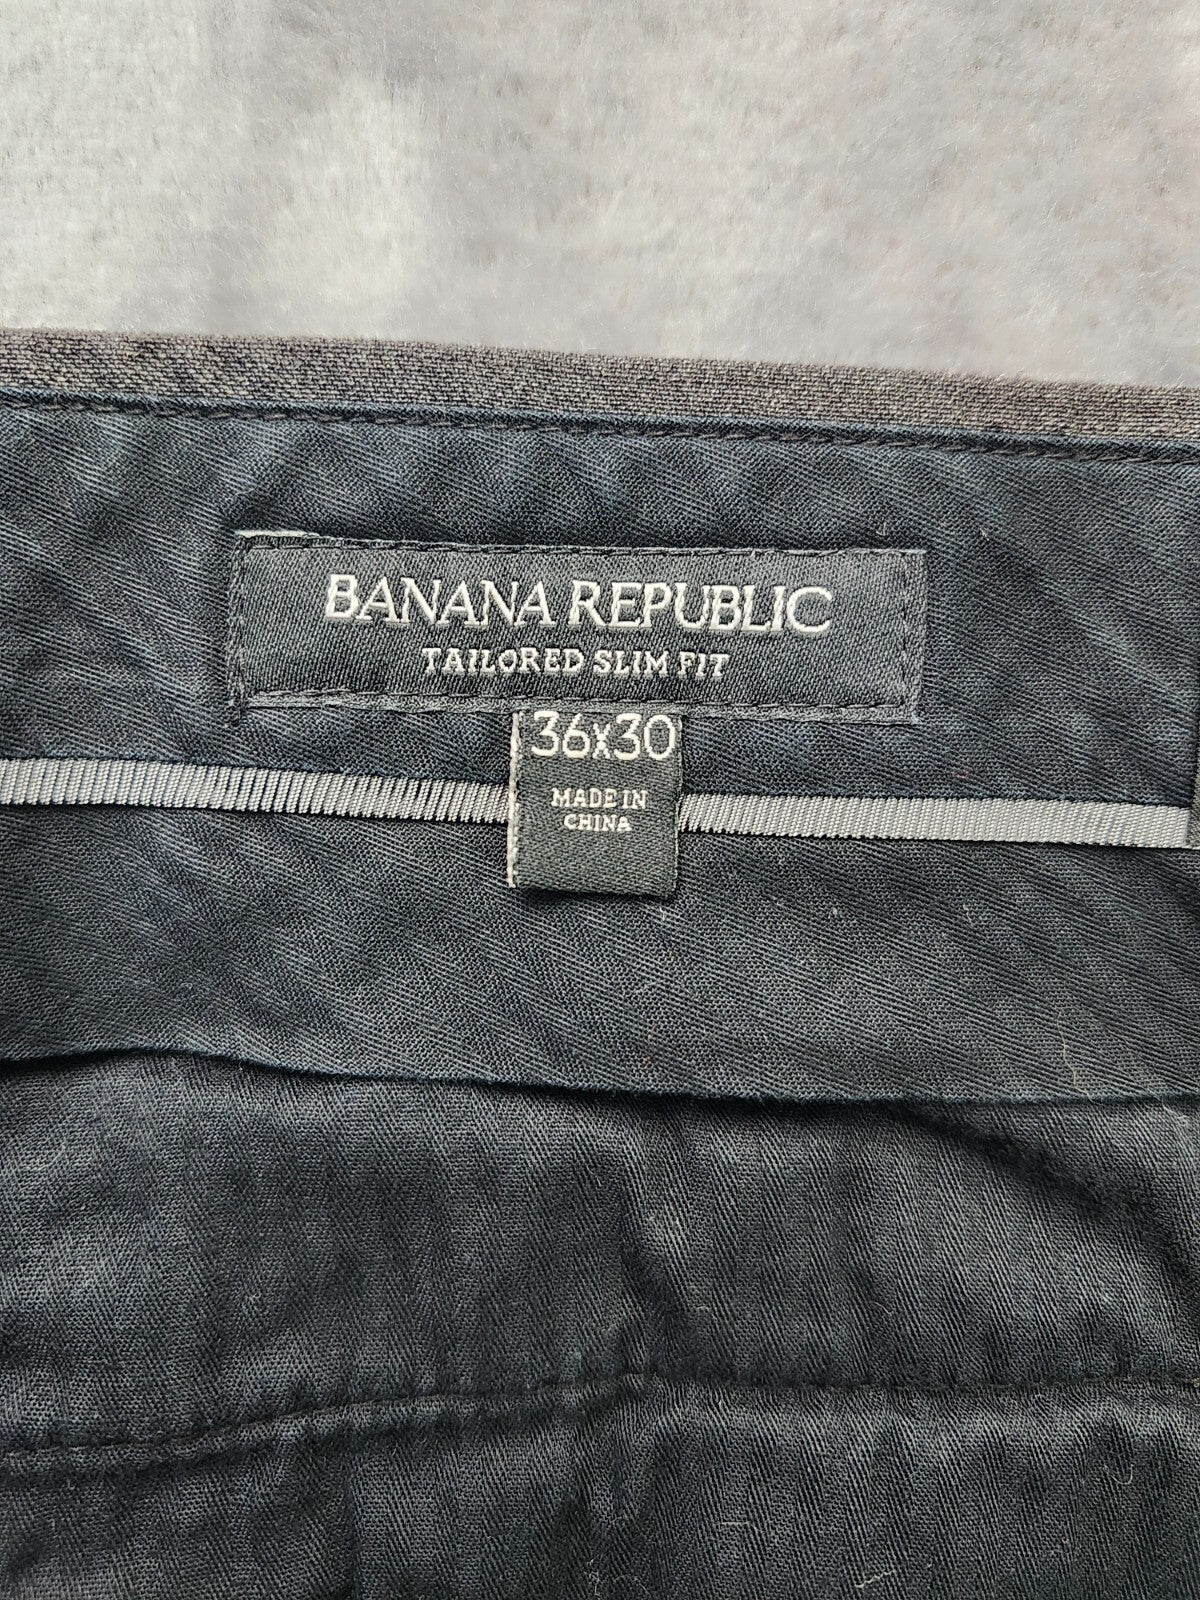 BANANA REPUBLIC
TAILORED SLIM FIT
36x30
MADE IN
CHINA